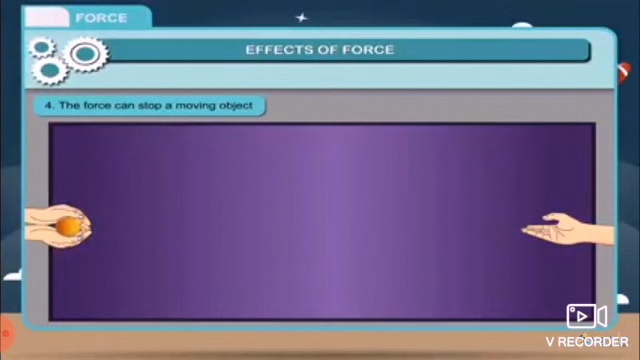 FORCE
EFFECTS OF FORCE
4. The force can stop a moving object
V RECORDER